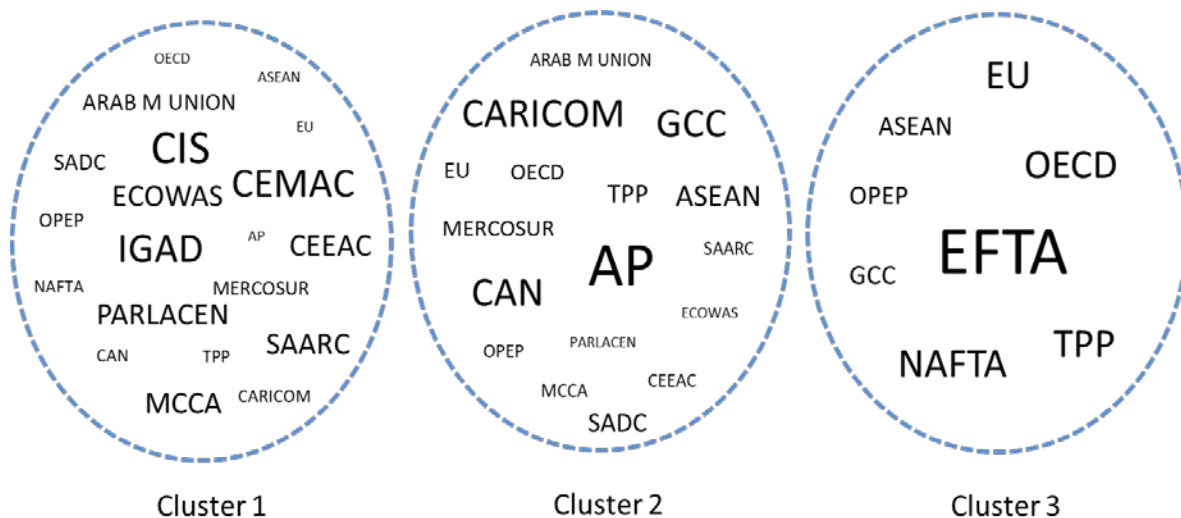 OECD
ASEAN
ARAB M UNION
EU
CIS
SADC
CEMAC
ECOWAS
OPEP
AP
IGAD
CEEAC
NAFTA
MERCOSUR
PARLACEN
SAARC
CAN
TPP
MCCA
CARICOM
Cluster 1
ARAB M UNION
CARICOM
GCC
EU
OECD
TPP
ASEAN
MERCOSUR
SAARC
AP
CAN
ECOWAS
OPEP
PARLACEN
MCCA
CEEAC
SADC
Cluster 2
EU
ASEAN
OECD
OPEP
EFTA
GCC
TPP
NAFTA
Cluster 3